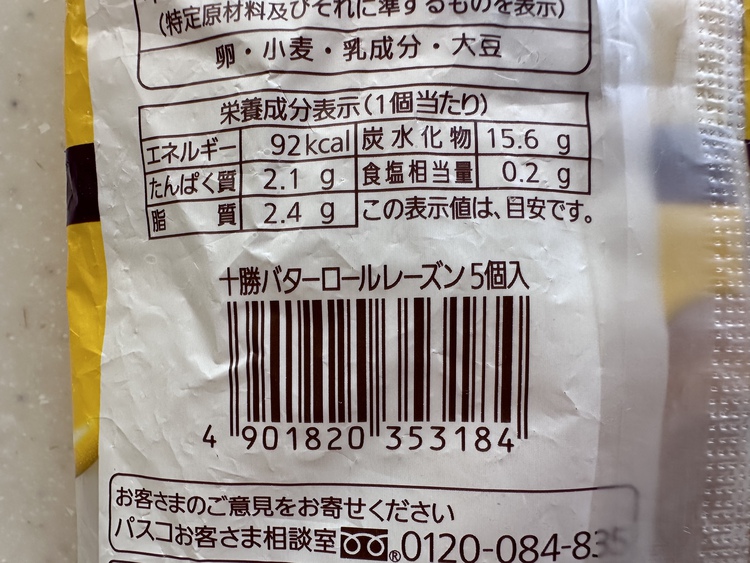 (特定原材料及びそれに準ずるものを表示)
卵・小麦・乳成分・大豆
栄養成分表示(1個当たり)
エネルギー 92kcal 炭水化物 15.6 g
たんぱく質 2.1 g 食塩相当量 0.2 g
脂質 2.4 g この表示値は、目安です。
十勝バターロールレーズン 5個入
4 901820 353184
お客さまのご意見をお寄せください
パスコお客さま相談室 ® 0120-084-835